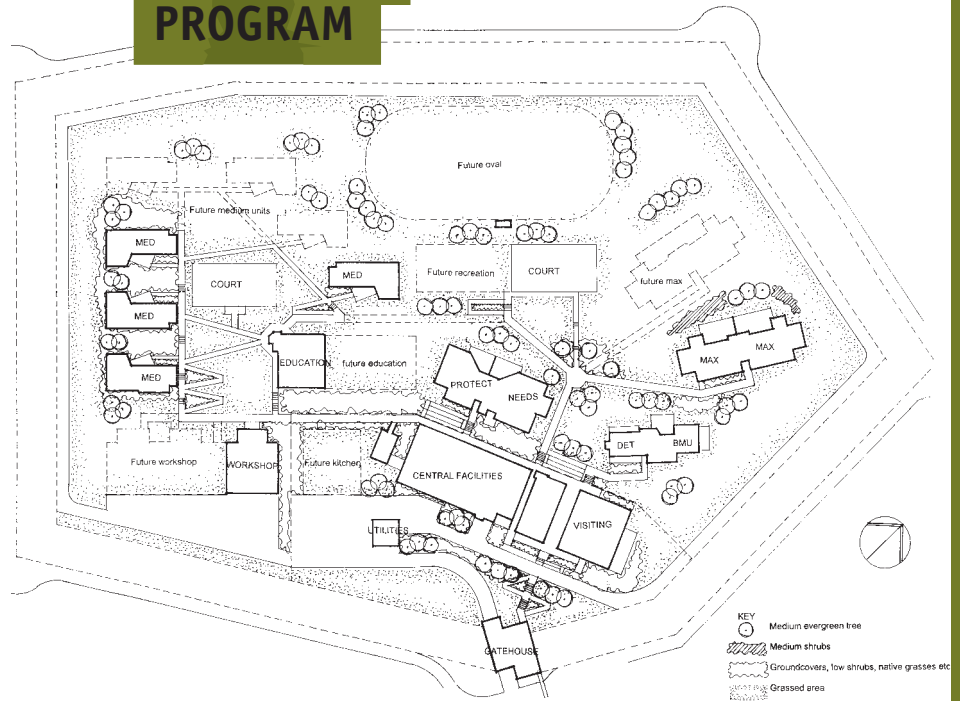 PROGRAM
Future oval
Future medium units
MED
MED
Future recreation
COURT
COURT
future max
MED
MAX
MAX
EDUCATION
future education
MED
PROTECT
NEEDS
DET
BMU
Future workshop
WORKSHOP
Future kitchen
CENTRAL FACILITIES
VISITING
UTILITIES
GATEHOUSE
KEY
Medium evergreen tree
Medium shrubs
Groundcovers, low shrubs, native grasses etc
Grassed area